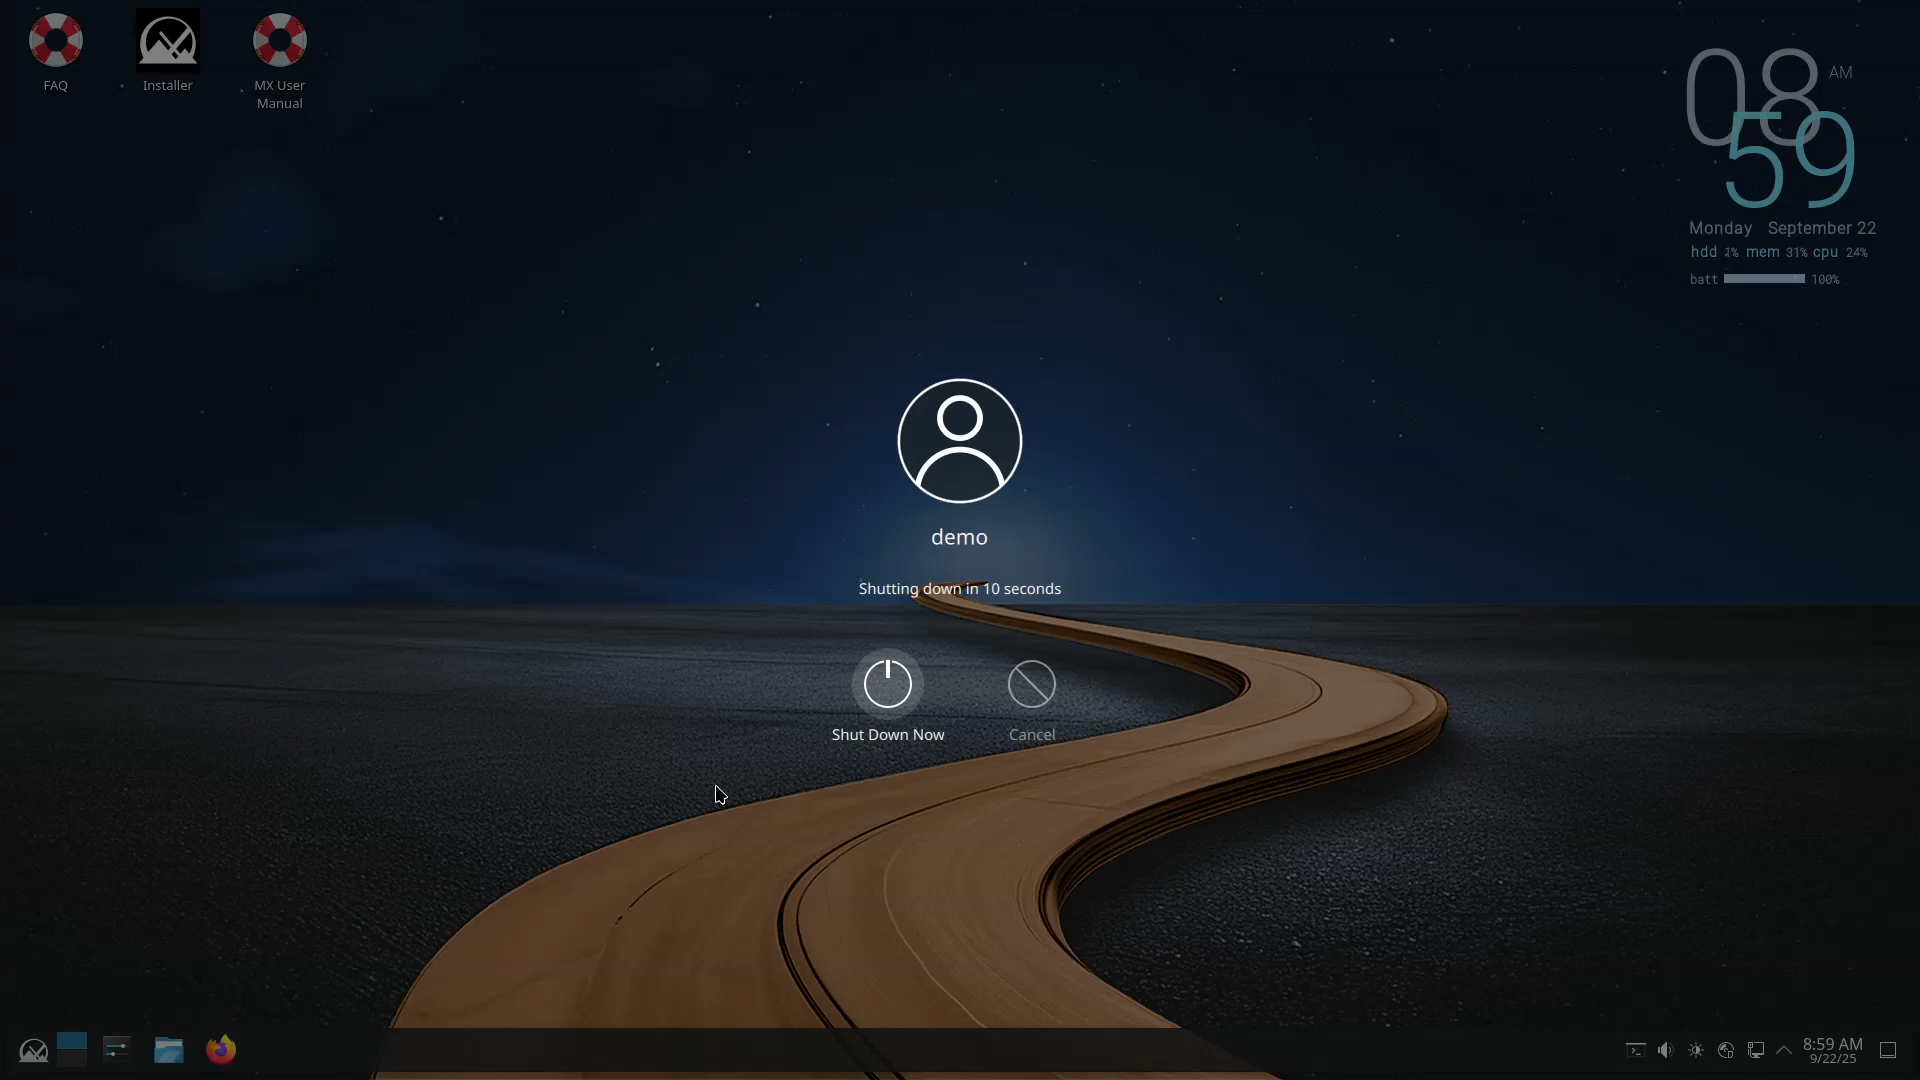 FAQ
Installer
MX User
Manual
08 AM
59
Monday September 22
hdd 1% mem 31% cpu 24%
batt 100%
demo
Shutting down in 10 seconds
Shut Down Now
Cancel
8:59 AM
9/22/25